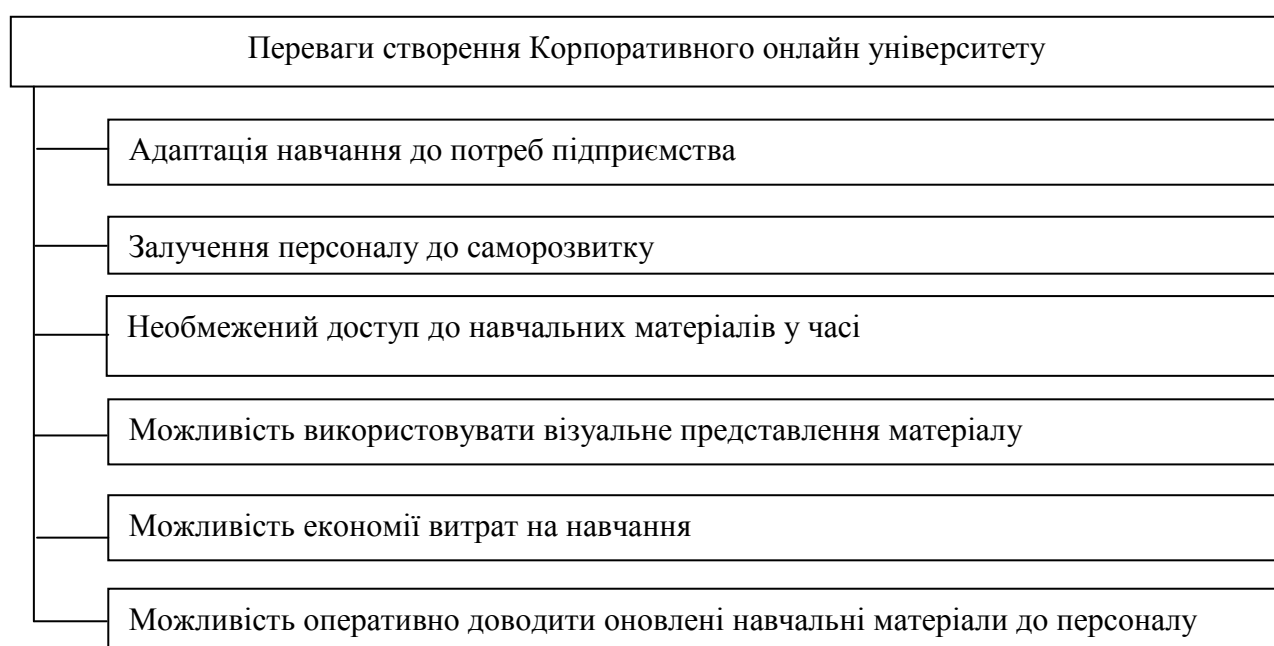 Переваги створення Корпоративного онлайн університету
Адаптація навчання до потреб підприємства
Залучення персоналу до саморозвитку
Необмежений доступ до навчальних матеріалів у часі
Можливість використовувати візуальне представлення матеріалу
Можливість економії витрат на навчання
Можливість оперативно доводити оновлені навчальні матеріали до персоналу